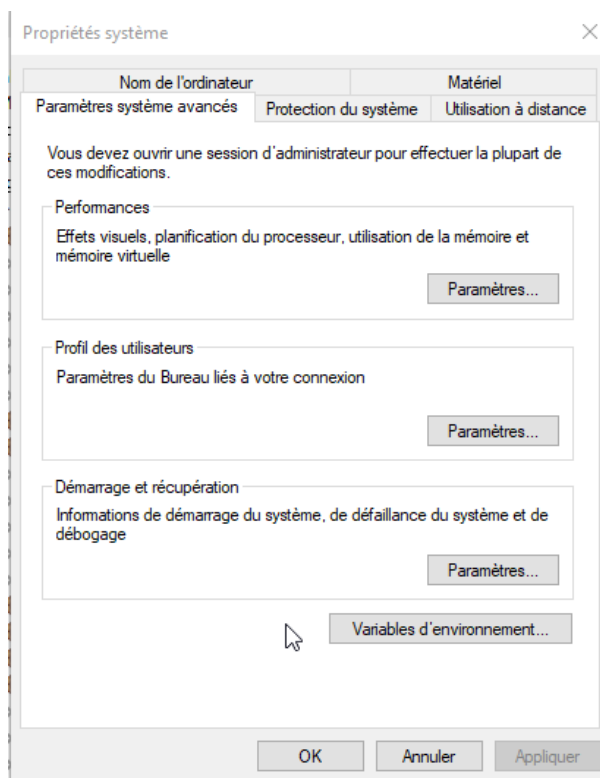 Propriétés système
Nom de l'ordinateur Matériel
Paramètres système avancés Protection du système Utilisation à distance
Vous devez ouvrir une session d'administrateur pour effectuer la plupart de
ces modifications.
Performances
Effets visuels, planification du processeur, utilisation de la mémoire et
mémoire virtuelle
Paramètres...
Profil des utilisateurs
Paramètres du Bureau liés à votre connexion
Paramètres...
Démarrage et récupération
Informations de démarrage du système, de défaillance du système et de
débogage
Paramètres...
Variables d'environnement...
OK Annuler Appliquer